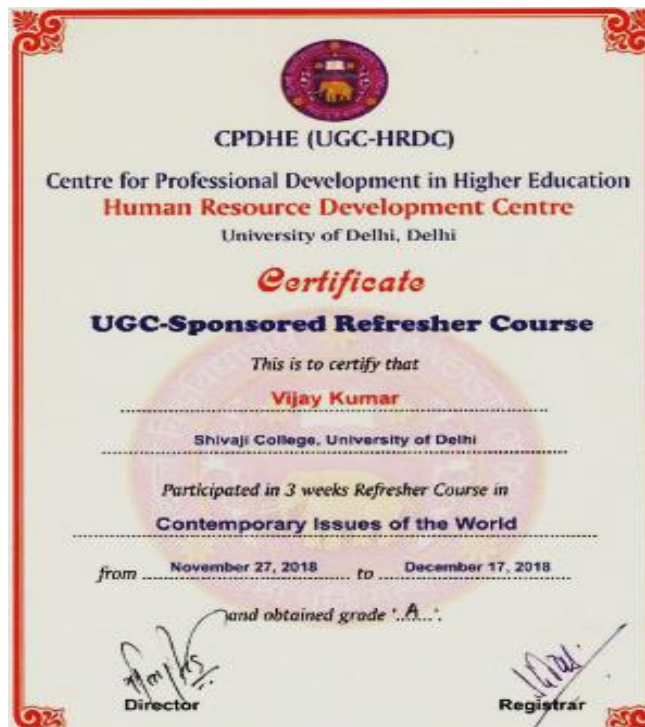 CPDHE (UGC-HRDC)
Centre for Professional Development in Higher Education
Human Resource Development Centre
University of Delhi, Delhi
Certificate
UGC-Sponsored Refresher Course
This is to certify that
Vijay Kumar
Shivaji College, University of Delhi
Participated in 3 weeks Refresher Course in
Contemporary Issues of the World
from November 27, 2018 to December 17, 2018
and obtained grade '..A...'.
Director Registrar